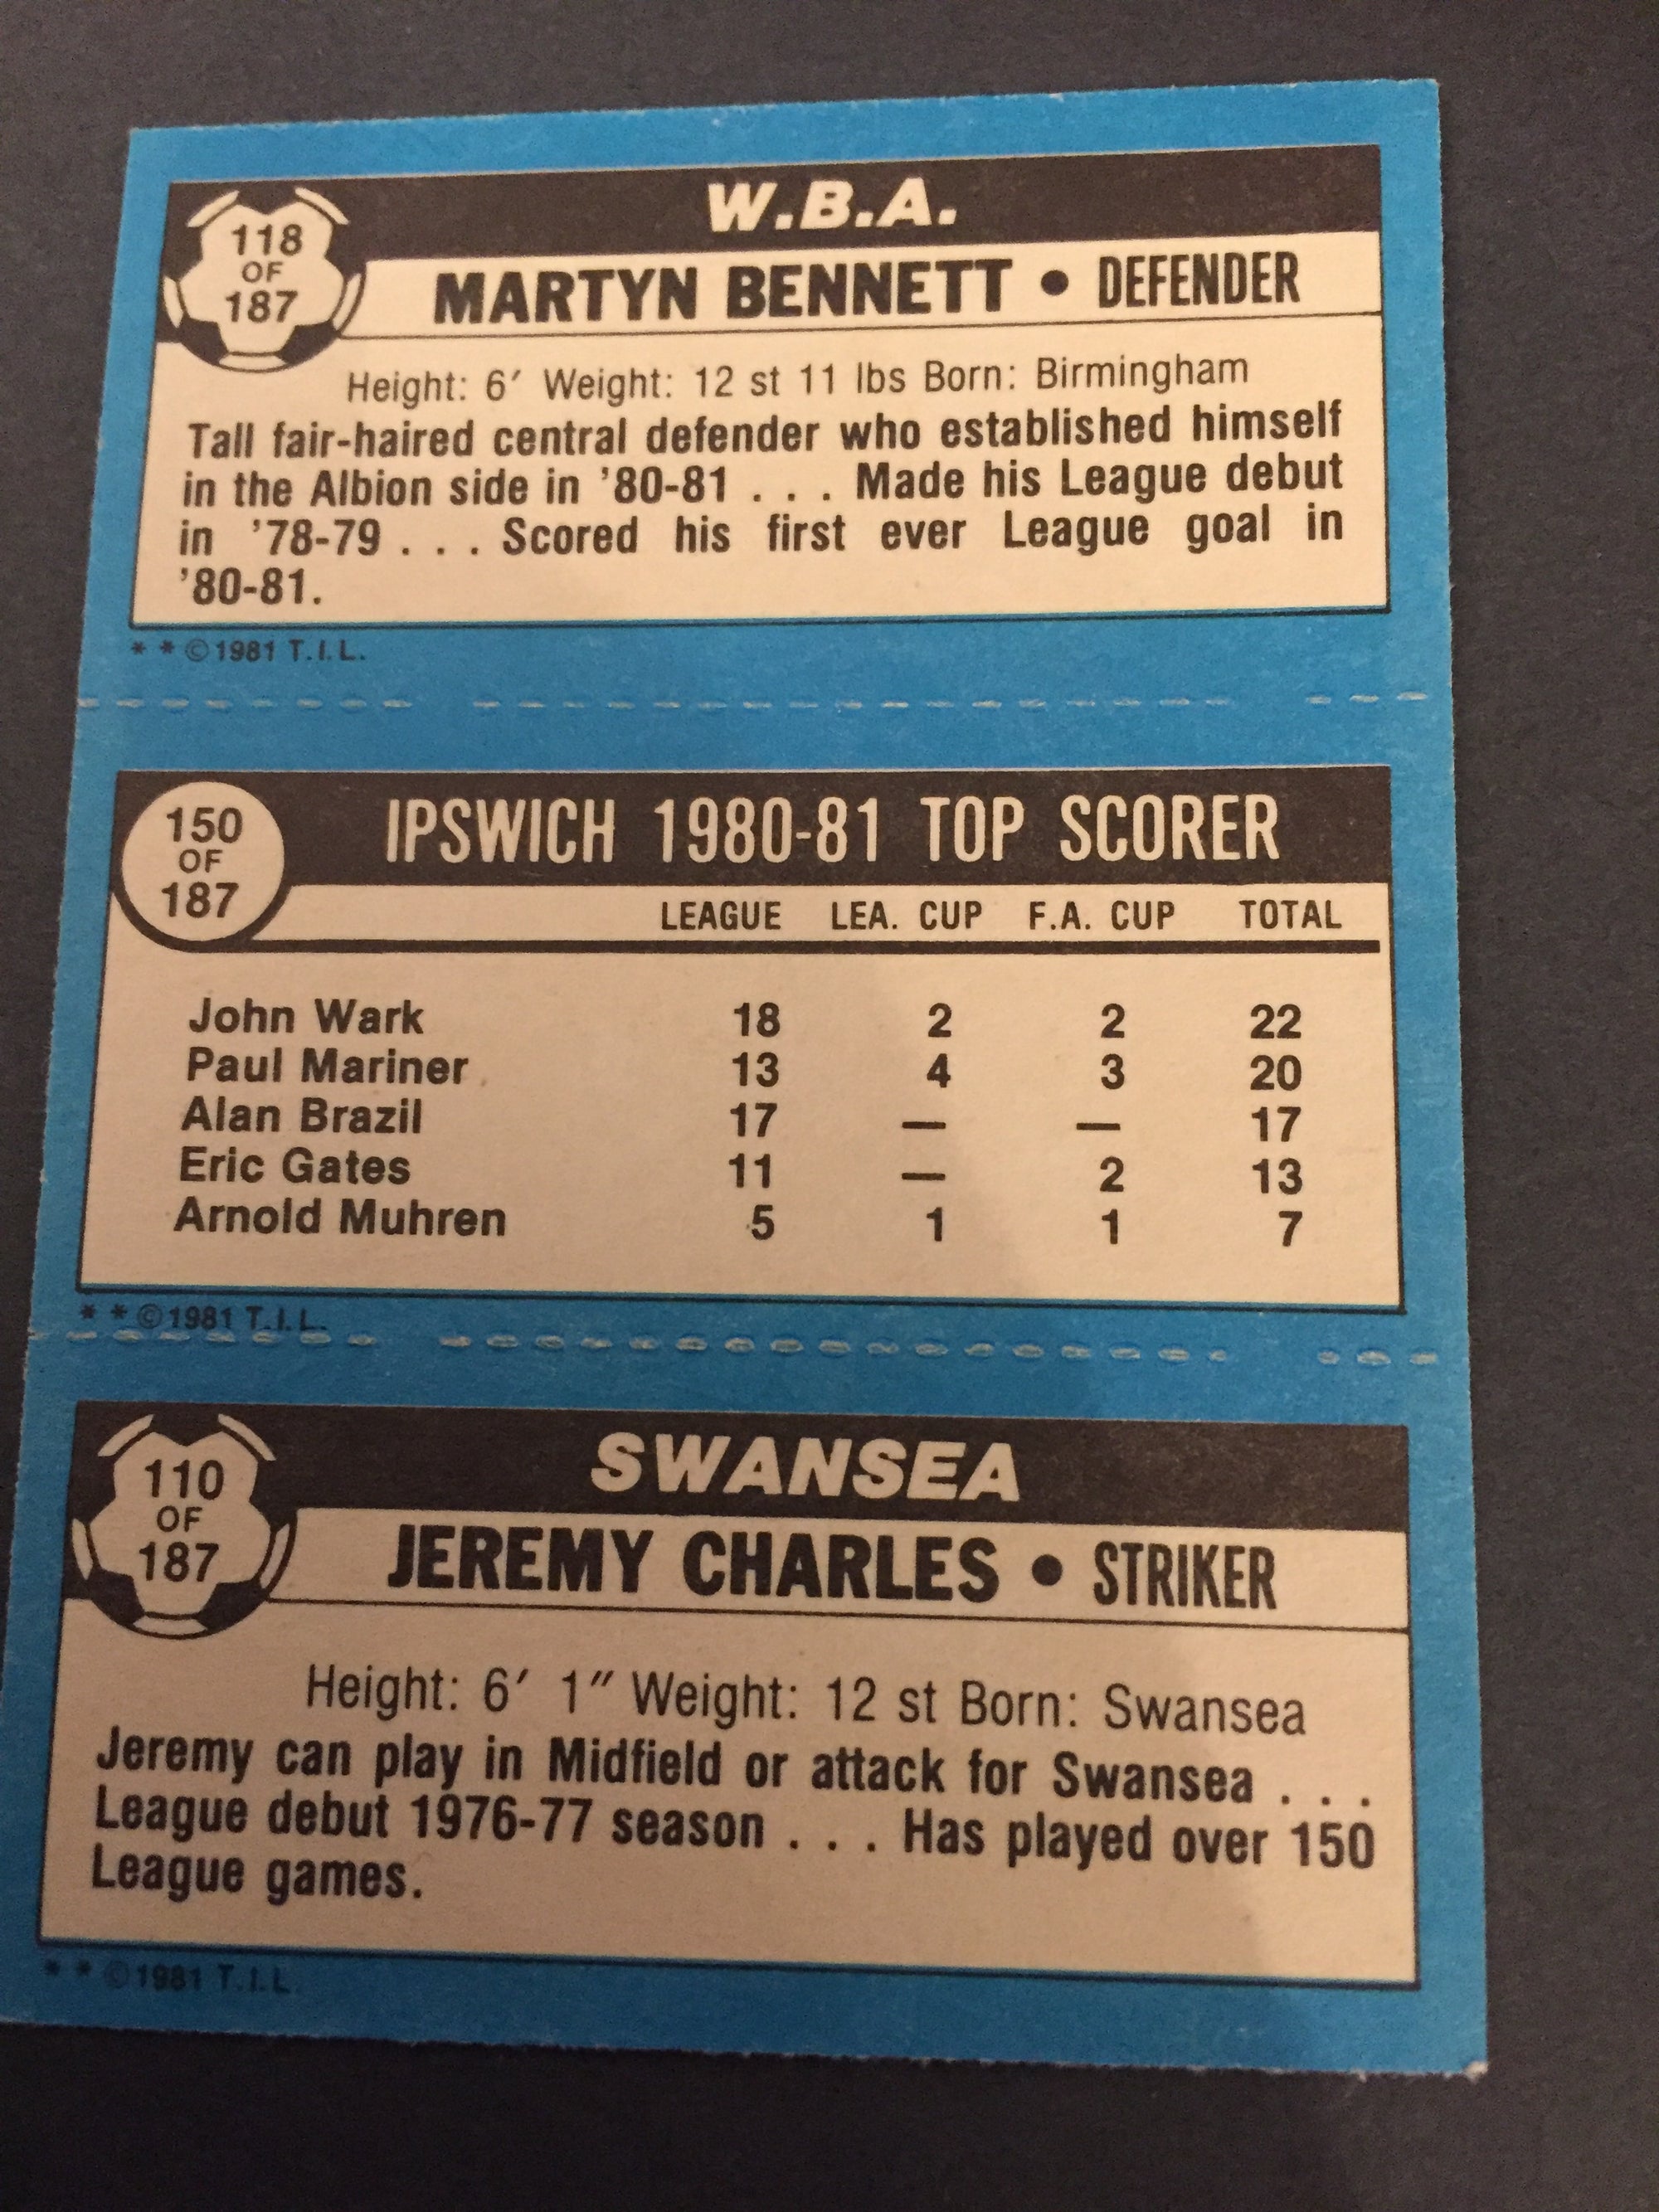 W.B.A.
118
OF
187
MARTYN BENNETT • DEFENDER
Height: 6′ Weight: 12 st 11 lbs Born: Birmingham
Tall fair-haired central defender who established himself
in the Albion side in ’80-81 . . . Made his League debut
in ’78-79 . . . Scored his first ever League goal in
’80-81.
* * ©1981 T.I.L.
150
OF
187
IPSWICH 1980-81 TOP SCORER
LEAGUE LEA. CUP F.A. CUP TOTAL
John Wark 18 2 2 22
Paul Mariner 13 4 3 20
Alan Brazil 17 — — 17
Eric Gates 11 — 2 13
Arnold Muhren 5 1 1 7
* * ©1981 T.I.L.
SWANSEA
110
OF
187
JEREMY CHARLES • STRIKER
Height: 6′ 1″ Weight: 12 st Born: Swansea
Jeremy can play in Midfield or attack for Swansea . . .
League debut 1976-77 season . . . Has played over 150
League games.
* * ©1981 T.I.L.